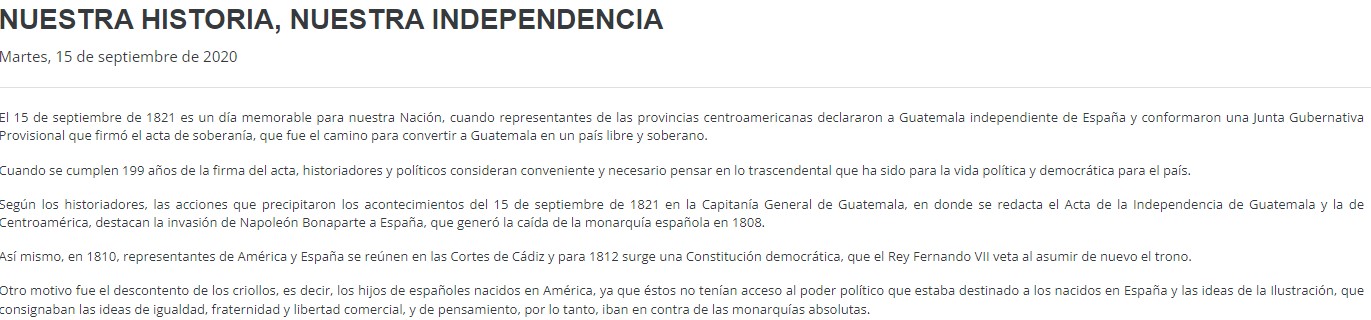 NUESTRA HISTORIA, NUESTRA INDEPENDENCIA
Martes, 15 de septiembre de 2020
El 15 de septiembre de 1821 es un día memorable para nuestra Nación, cuando representantes de las provincias centroamericanas declararon a Guatemala independiente de España y conformaron una Junta Gubernativa
Provisional que firmó el acta de soberanía, que fue el camino para convertir a Guatemala en un país libre y soberano.
Cuando se cumplen 199 años de la firma del acta, historiadores y políticos consideran conveniente y necesario pensar en lo trascendental que ha sido para la vida política y democrática para el país.
Según los historiadores, las acciones que precipitaron los acontecimientos del 15 de septiembre de 1821 en la Capitanía General de Guatemala, en donde se redacta el Acta de la Independencia de Guatemala y la de
Centroamérica, destacan la invasión de Napoleón Bonaparte a España, que generó la caída de la monarquía española en 1808.
Así mismo, en 1810, representantes de América y España se reúnen en las Cortes de Cádiz y para 1812 surge una Constitución democrática, que el Rey Fernando VII veta al asumir de nuevo el trono.
Otro motivo fue el descontento de los criollos, es decir, los hijos de españoles nacidos en América, ya que éstos no tenían acceso al poder político que estaba destinado a los nacidos en España y las ideas de la Ilustración, que
consignaban las ideas de igualdad, fraternidad y libertad comercial, y de pensamiento, por lo tanto, iban en contra de las monarquías absolutas.